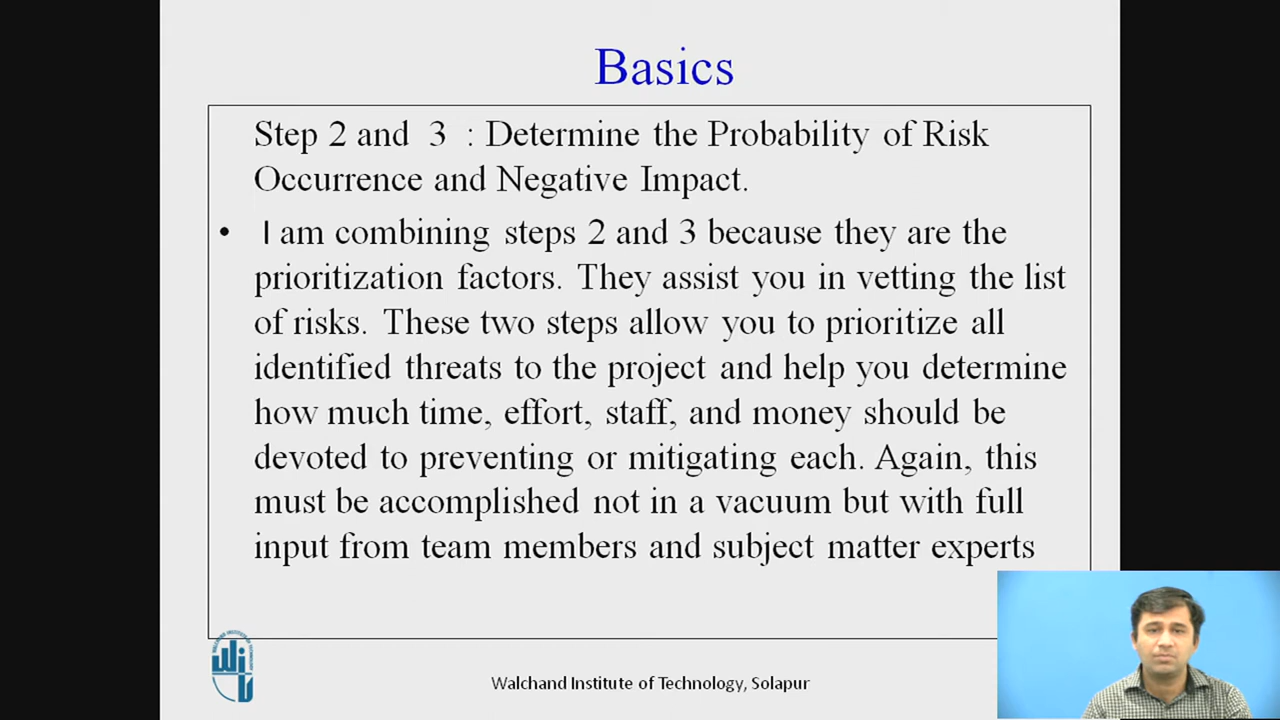 Basics
Step 2 and 3 : Determine the Probability of Risk
Occurrence and Negative Impact.
• I am combining steps 2 and 3 because they are the
prioritization factors. They assist you in vetting the list
of risks. These two steps allow you to prioritize all
identified threats to the project and help you determine
how much time, effort, staff, and money should be
devoted to preventing or mitigating each. Again, this
must be accomplished not in a vacuum but with full
input from team members and subject matter experts
WALCHAND INSTITUTE OF TECHNOLOGY
Walchand Institute of Technology, Solapur